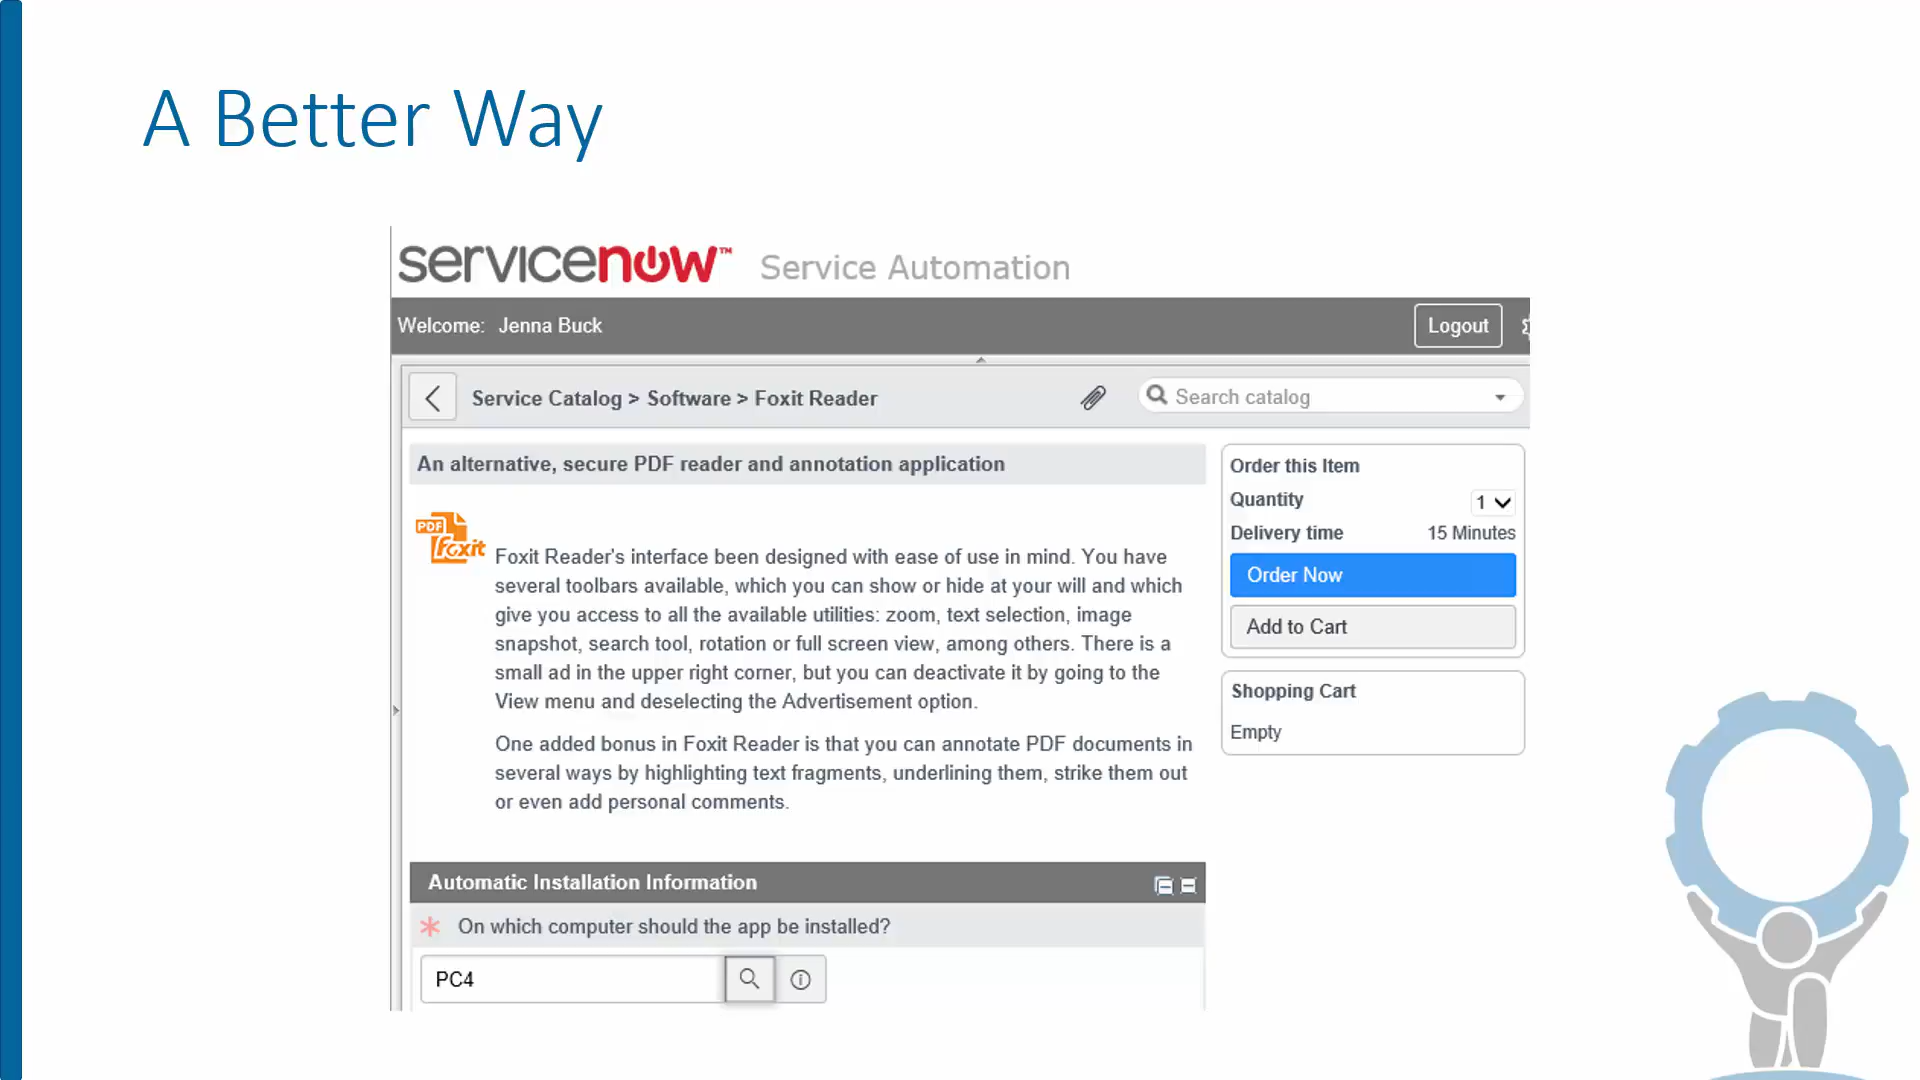 A Better Way
servicenow™ Service Automation
Welcome: Jenna Buck
Logout
Service Catalog > Software > Foxit Reader
Search catalog
An alternative, secure PDF reader and annotation application
PDF
Foxit
Foxit Reader's interface been designed with ease of use in mind. You have
several toolbars available, which you can show or hide at your will and which
give you access to all the available utilities: zoom, text selection, image
snapshot, search tool, rotation or full screen view, among others. There is a
small ad in the upper right corner, but you can deactivate it by going to the
View menu and deselecting the Advertisement option.
One added bonus in Foxit Reader is that you can annotate PDF documents in
several ways by highlighting text fragments, underlining them, strike them out
or even add personal comments.
Order this Item
Quantity 1
Delivery time 15 Minutes
Order Now
Add to Cart
Shopping Cart
Empty
Automatic Installation Information
* On which computer should the app be installed?
PC4